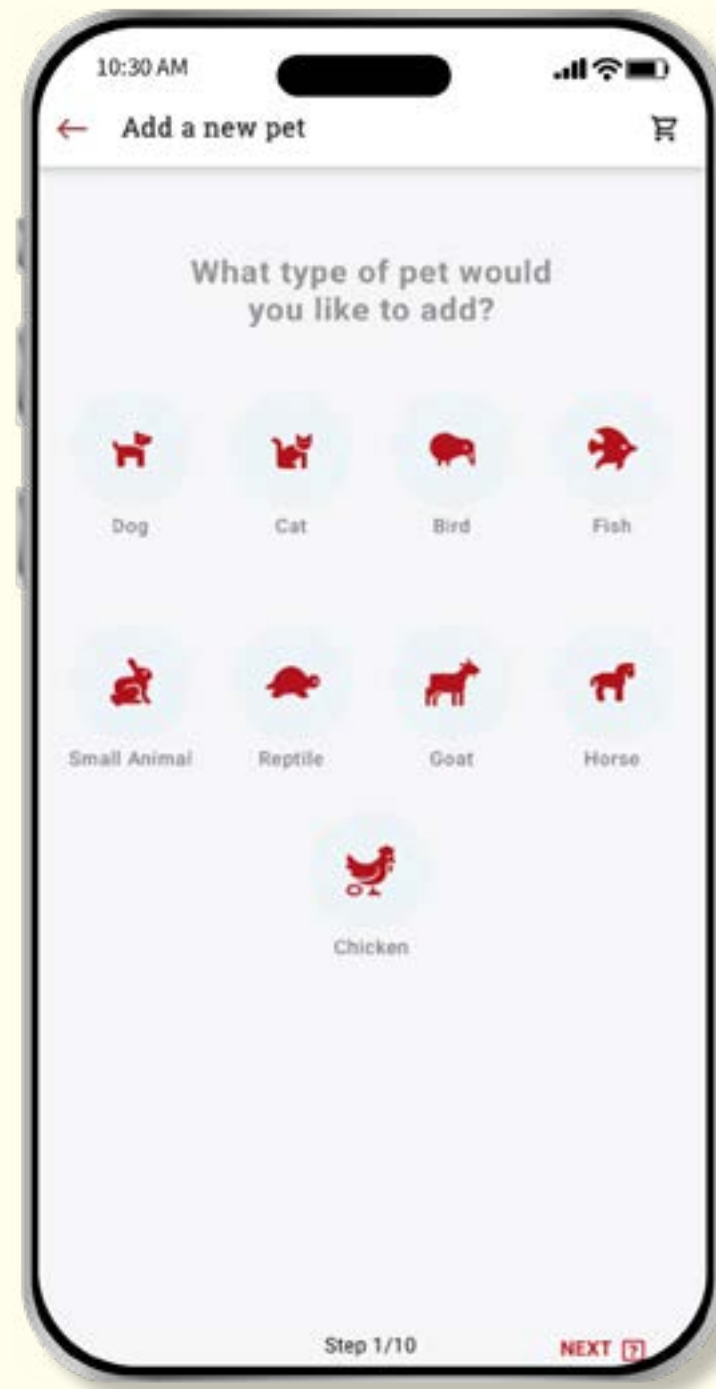 10:30 AM
Add a new pet
What type of pet would
you like to add?
Dog Cat Bird Fish
Small Animal Reptile Goat Horse
Chicken
Step 1/10 NEXT ?